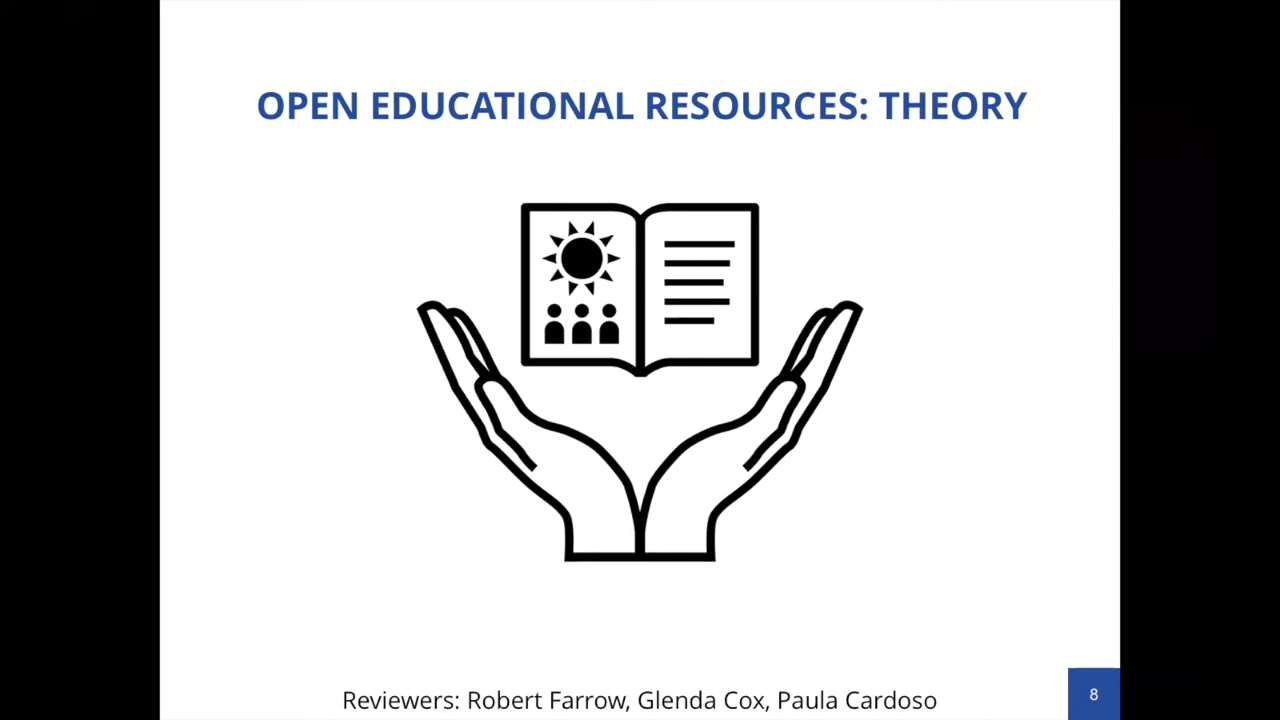 OPEN EDUCATIONAL RESOURCES: THEORY
Reviewers: Robert Farrow, Glenda Cox, Paula Cardoso
8